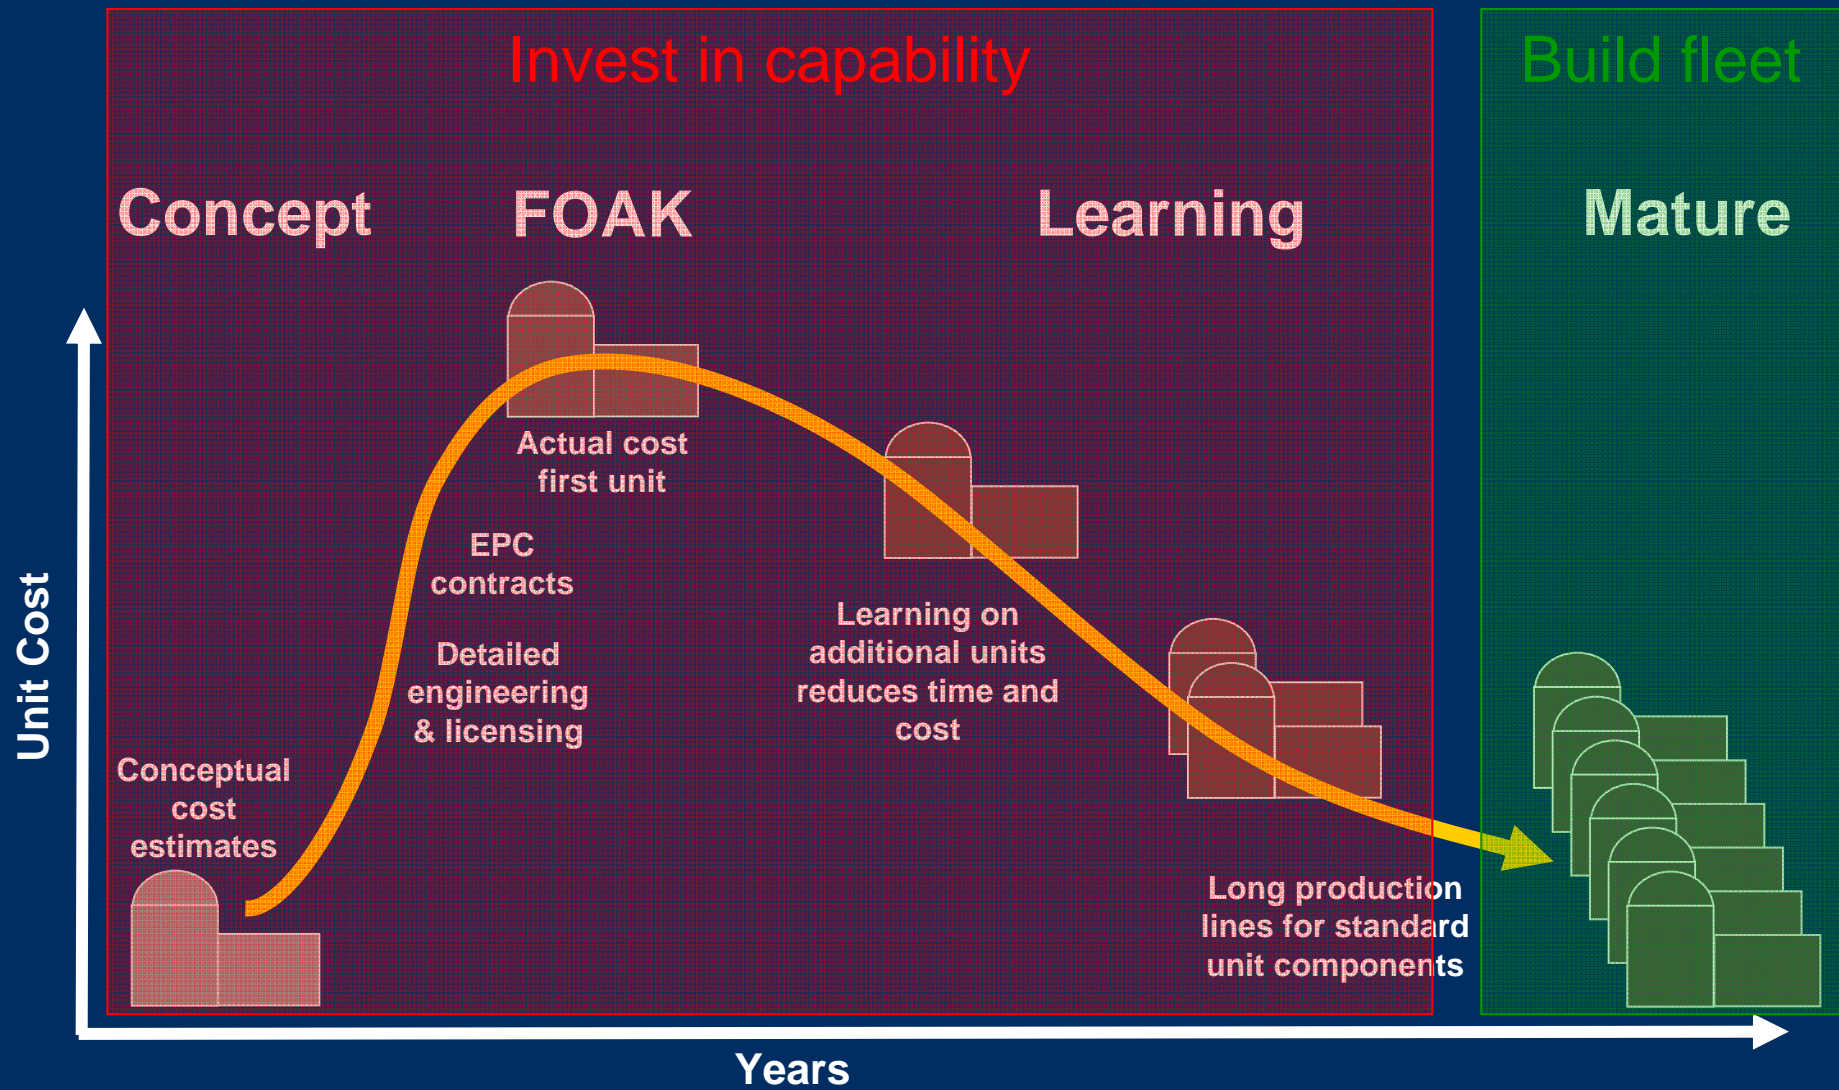 Invest in capability
Build fleet
Concept
FOAK
Learning
Mature
Actual cost
first unit
EPC
contracts
Detailed
engineering
& licensing
Conceptual
cost
estimates
Learning on
additional units
reduces time and
cost
Long production
lines for standard
unit components
Unit Cost
Years